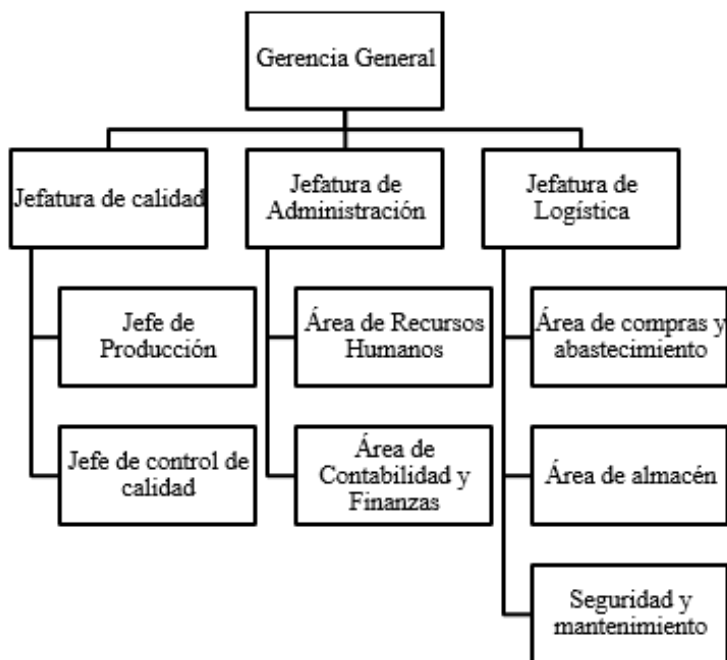 Gerencia General
Jefatura de calidad
Jefatura de
Administración
Jefatura de
Logística
Jefe de
Producción
Área de Recursos
Humanos
Área de compras y
abastecimiento
Jefe de control de
calidad
Área de
Contabilidad y
Finanzas
Área de almacén
Seguridad y
mantenimiento